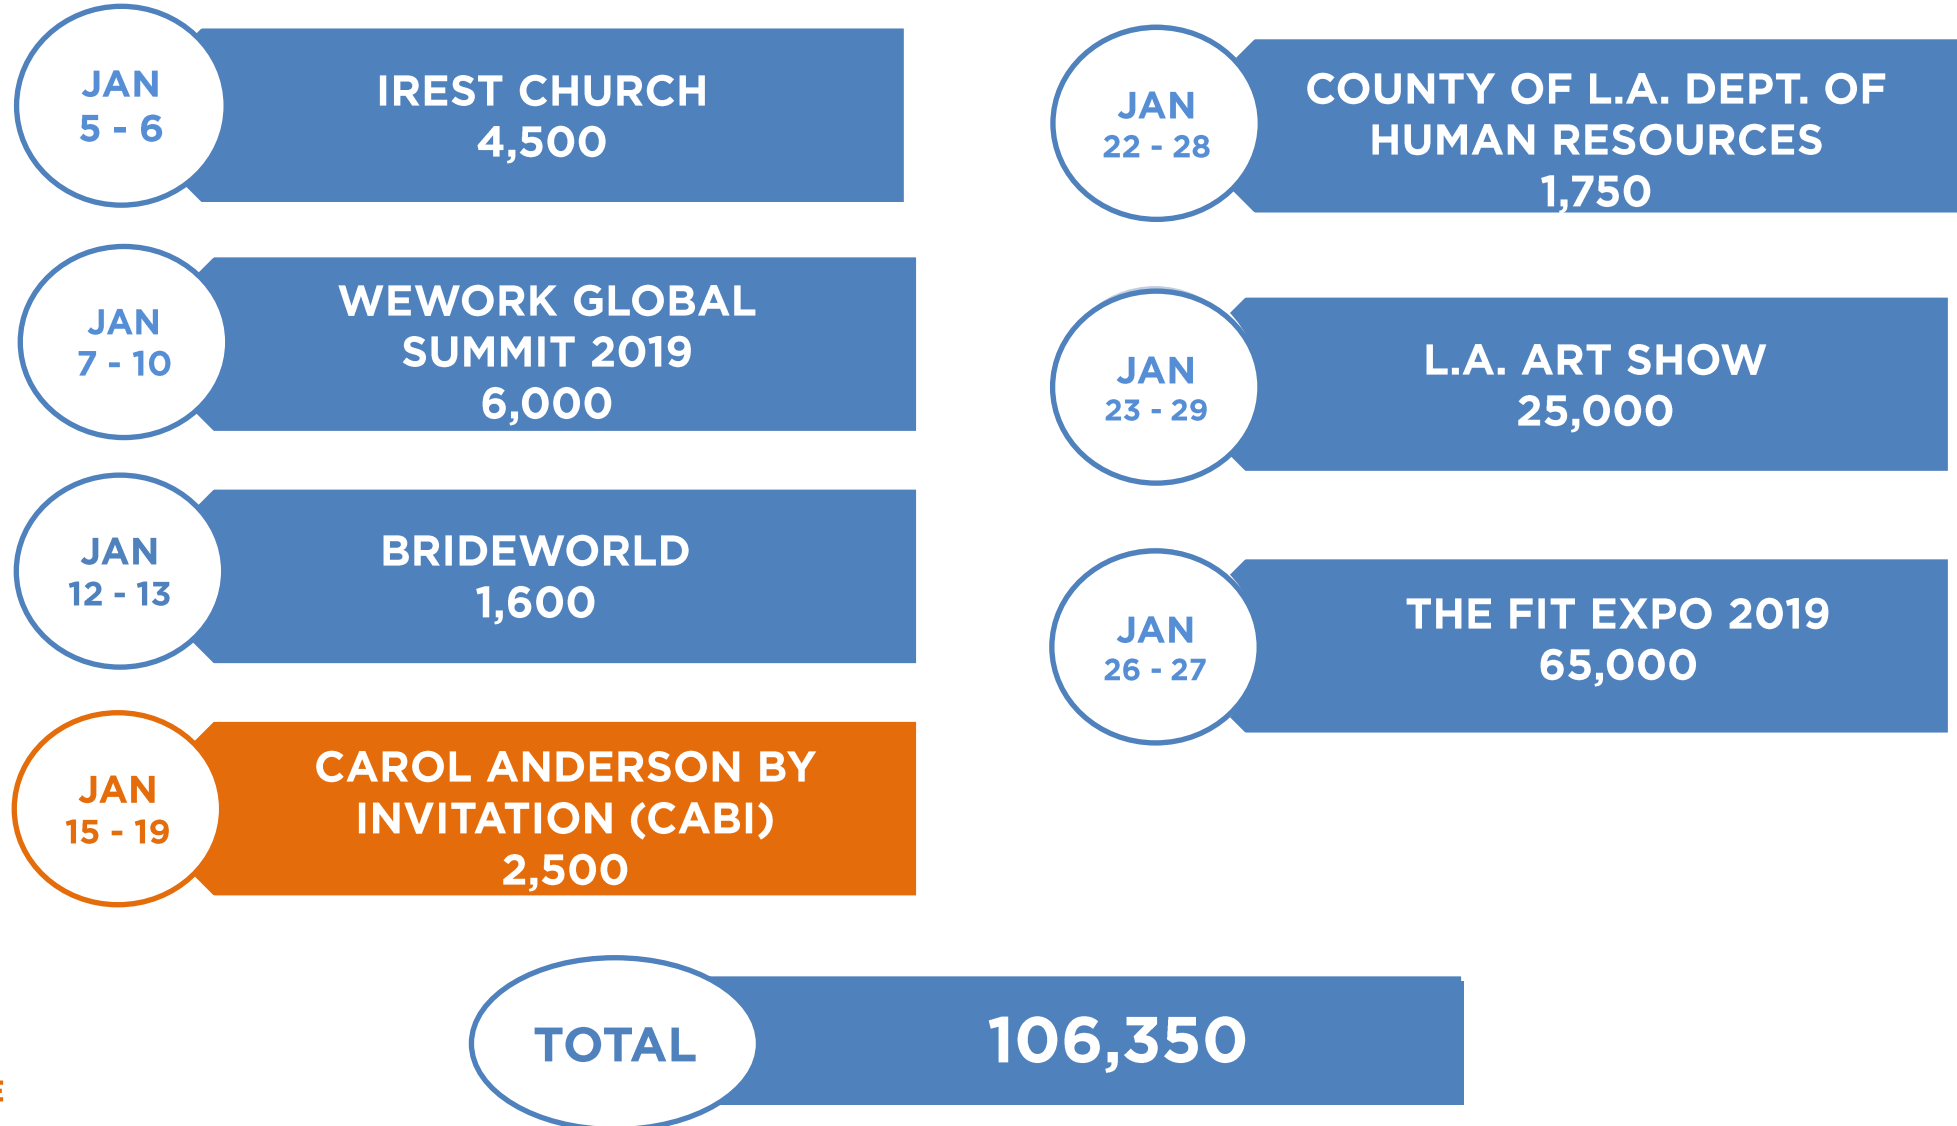 JAN
5 - 6
IREST CHURCH
4,500
JAN
7 - 10
WEWORK GLOBAL
SUMMIT 2019
6,000
JAN
12 - 13
BRIDEWORLD
1,600
JAN
15 - 19
CAROL ANDERSON BY
INVITATION (CABI)
2,500
JAN
22 - 28
COUNTY OF L.A. DEPT. OF
HUMAN RESOURCES
1,750
JAN
23 - 29
L.A. ART SHOW
25,000
JAN
26 - 27
THE FIT EXPO 2019
65,000
TOTAL
106,350